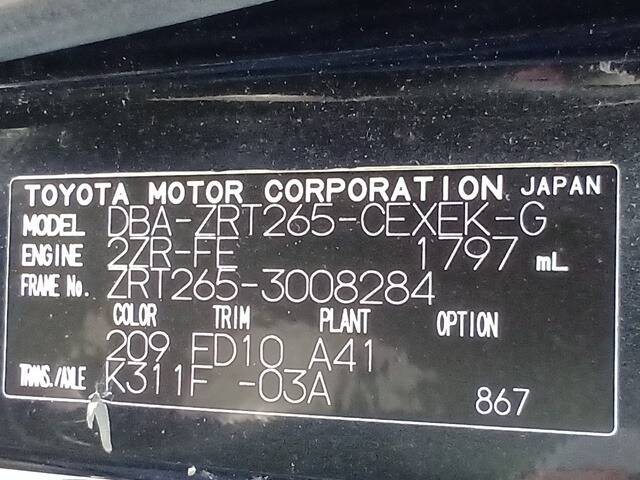 TOYOTA MOTOR CORPORATION JAPAN
MODEL DBA-ZRT265-CEXEK-G
ENGINE 2ZR-FE 1797 mL
FRAME No. ZRT265-3008284
COLOR TRIM PLANT OPTION
209 FD10 A41
TRANS./AXLE K311F -03A
867